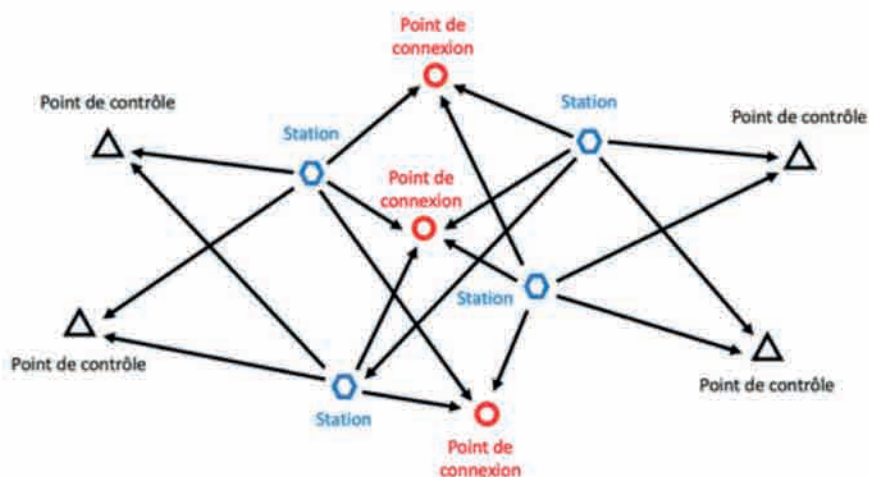 Point de
connexion
Point de contrôle
Station
Station
Point de contrôle
Point de
connexion
Station
Point de contrôle
Point de contrôle
Station
Point de
connexion